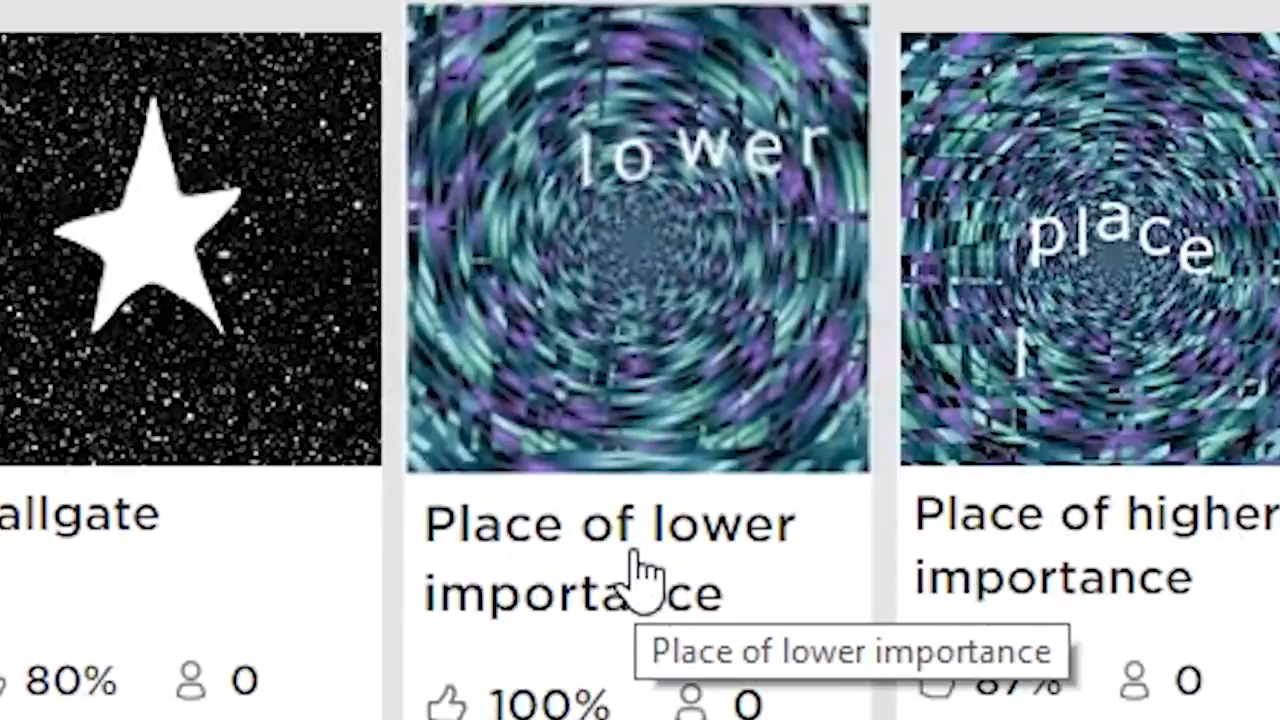 lower
place
allgate
Place of lower
importance
Place of higher
importance
Place of lower importance
80%
0
100%
0
87%
0